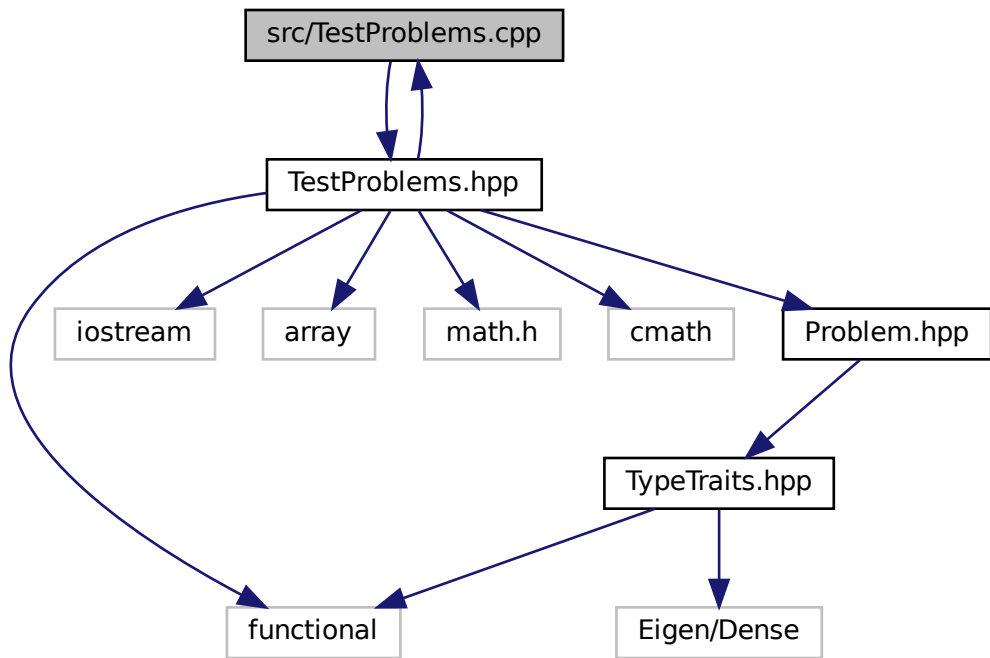 src/TestProblems.cpp
TestProblems.hpp
iostream
array
math.h
cmath
Problem.hpp
TypeTraits.hpp
functional
Eigen/Dense